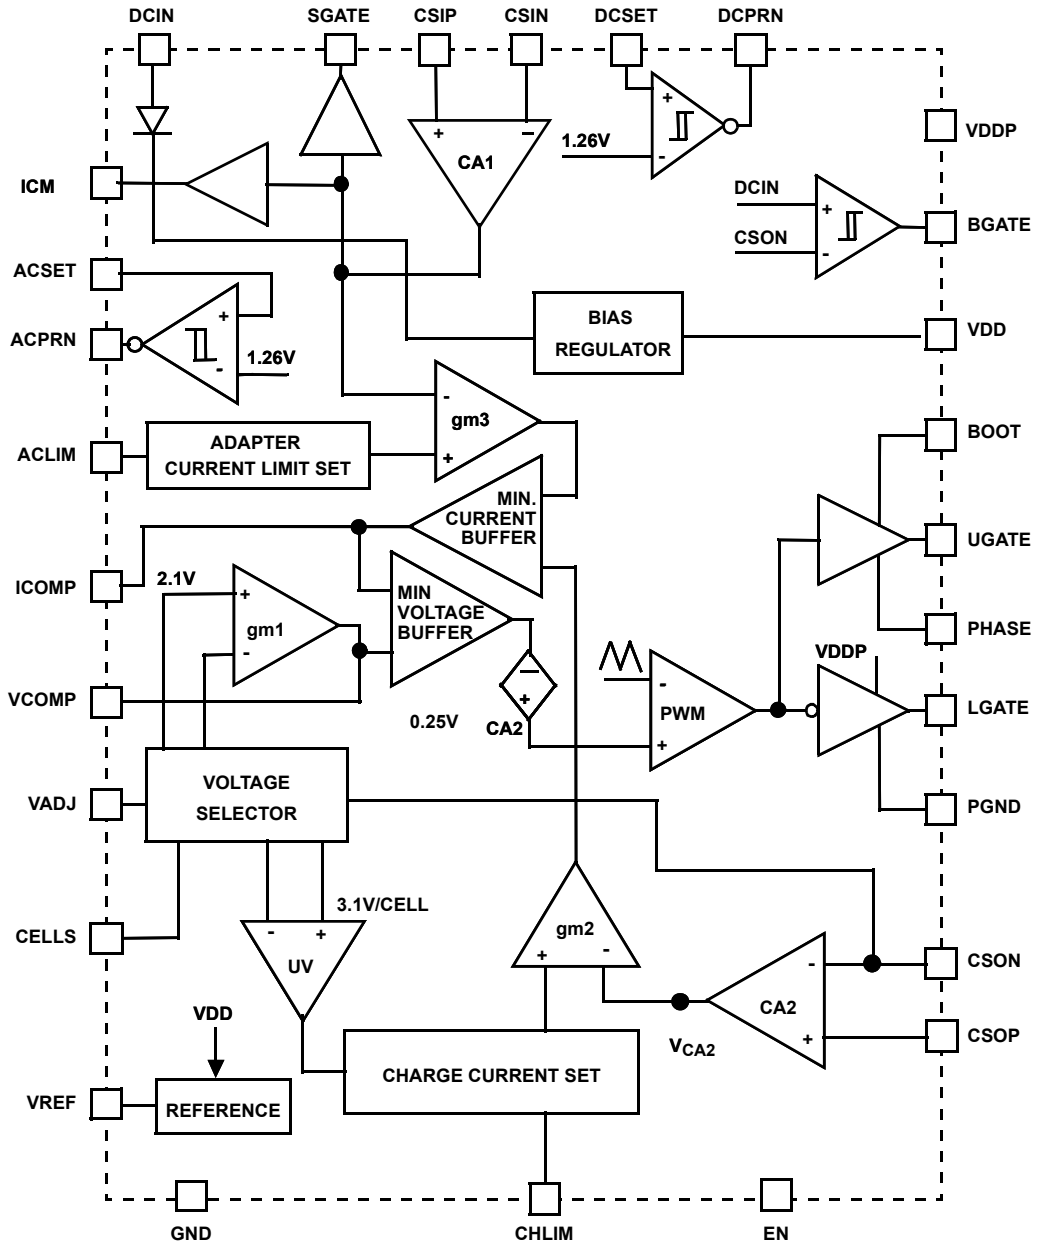 DCIN
SGATE
CSIP
CSIN
DCSET
DCPRN
VDDP
+
-
1.26V
+
−
CA1
ICM
DCIN
CSON
+
-
BGATE
ACSET
ACPRN
+
-
1.26V
BIAS
REGULATOR
VDD
ACLIM
ADAPTER
CURRENT LIMIT SET
-
gm3
+
BOOT
MIN.
CURRENT
BUFFER
UGATE
ICOMP
2.1V
+
gm1
-
MIN
VOLTAGE
BUFFER
PHASE
VCOMP
0.25V
−
+
CA2
-
PWM
+
VDDP
LGATE
VADJ
VOLTAGE
SELECTOR
PGND
CELLS
3.1V/CELL
-
+
UV
gm2
+
-
-
CA2
+
CSON
CSOP
VCA2
VDD
CHARGE CURRENT SET
VREF
REFERENCE
GND
CHLIM
EN